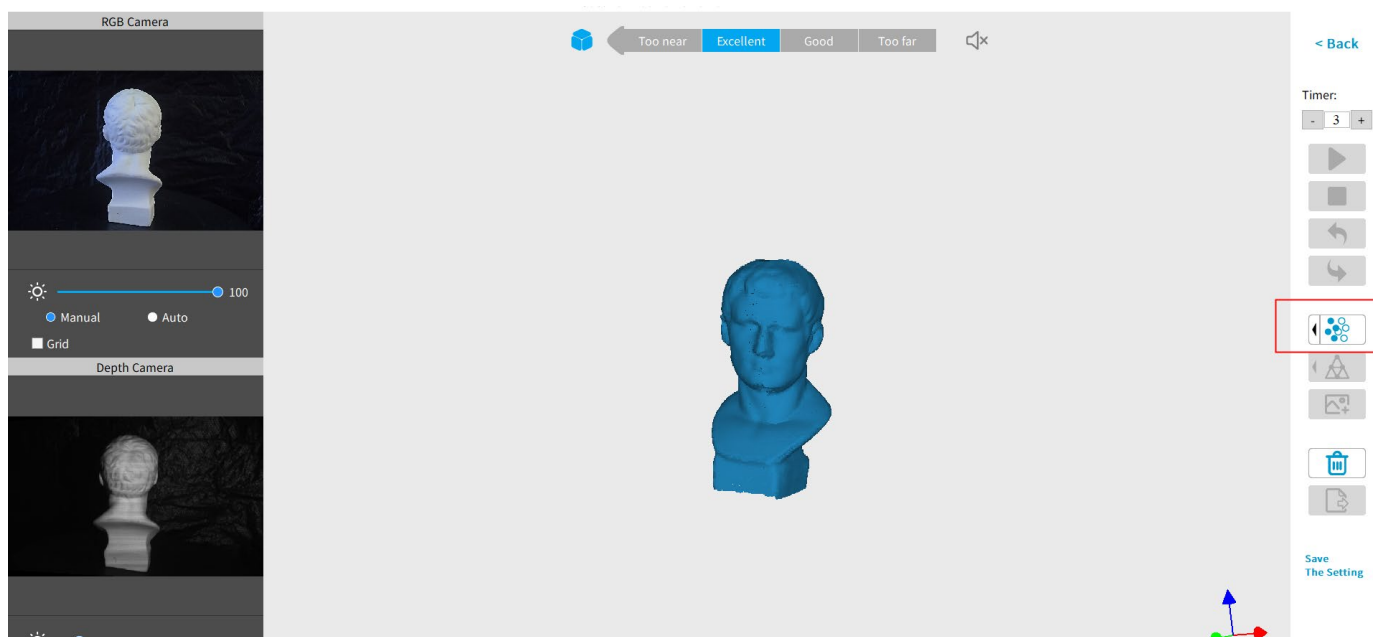 RGB Camera
Too near Excellent Good Too far
< Back
Timer:
- 3 +
100
Manual Auto
Grid
Depth Camera
Save
The Setting